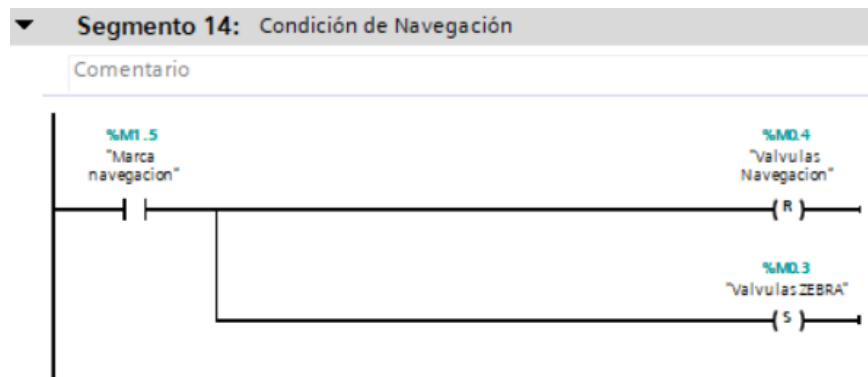 Segmento 14: Condición de Navegación
Comentario
%M1.5
"Marca
navegacion"
%M0.4
"Valvulas
Navegacion"
R
%M0.3
"Valvulas ZEBRA"
S